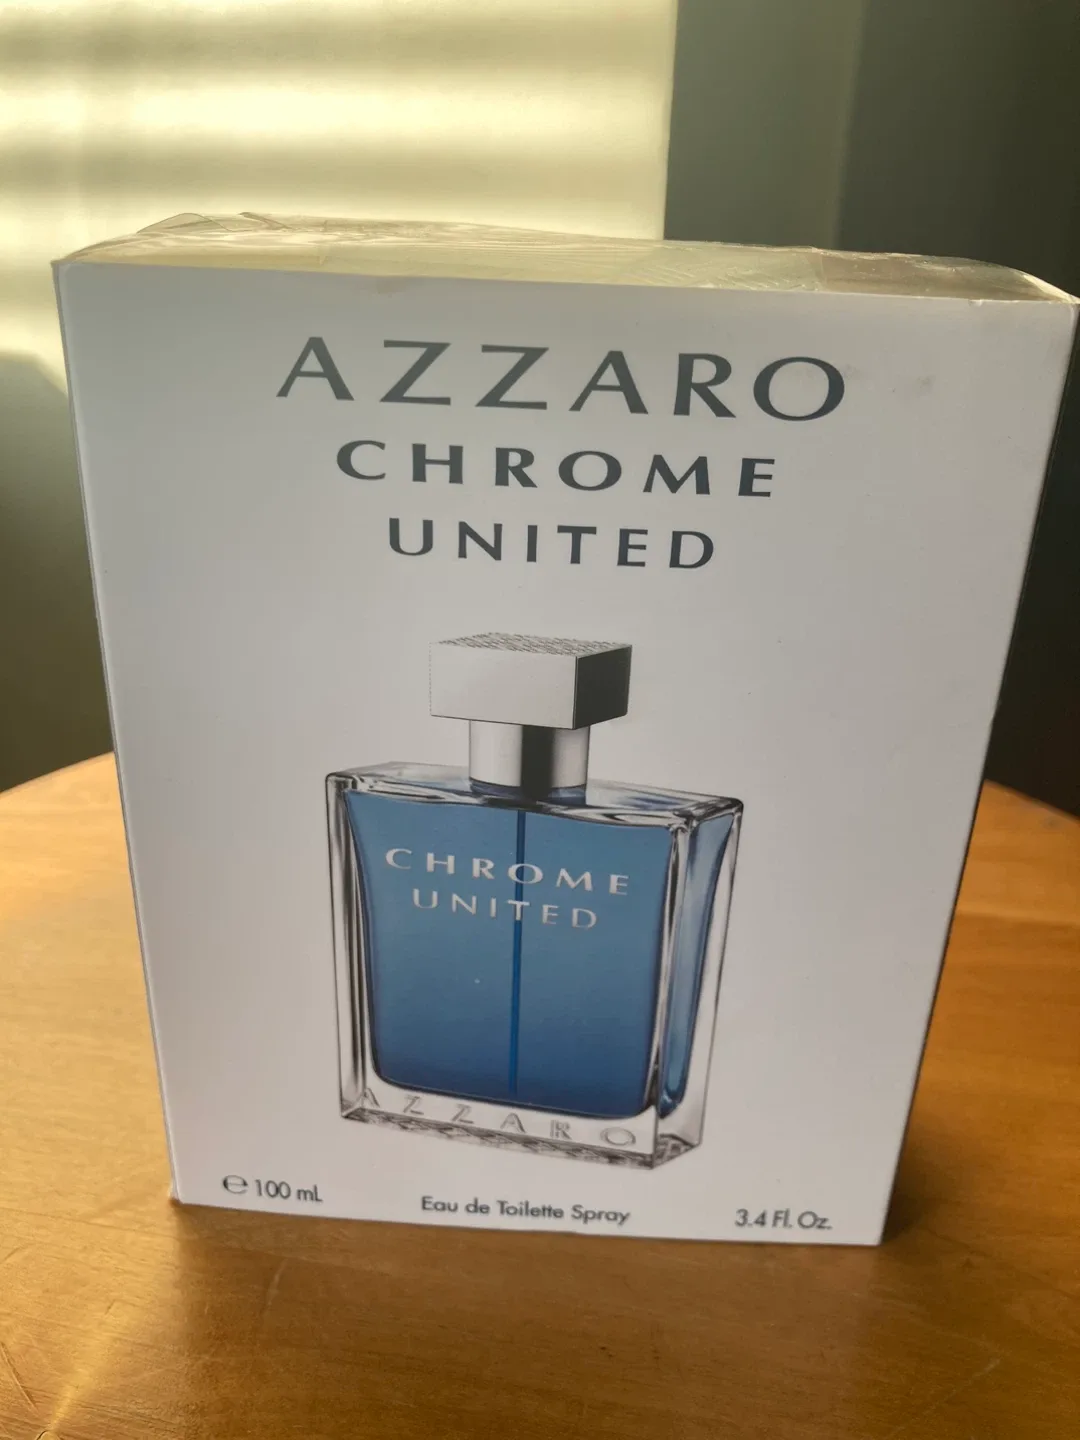 AZZARO
CHROME
UNITED
CHROME
UNITED
AZZARO
℮ 100 mL
Eau de Toilette Spray
3.4 Fl. Oz.